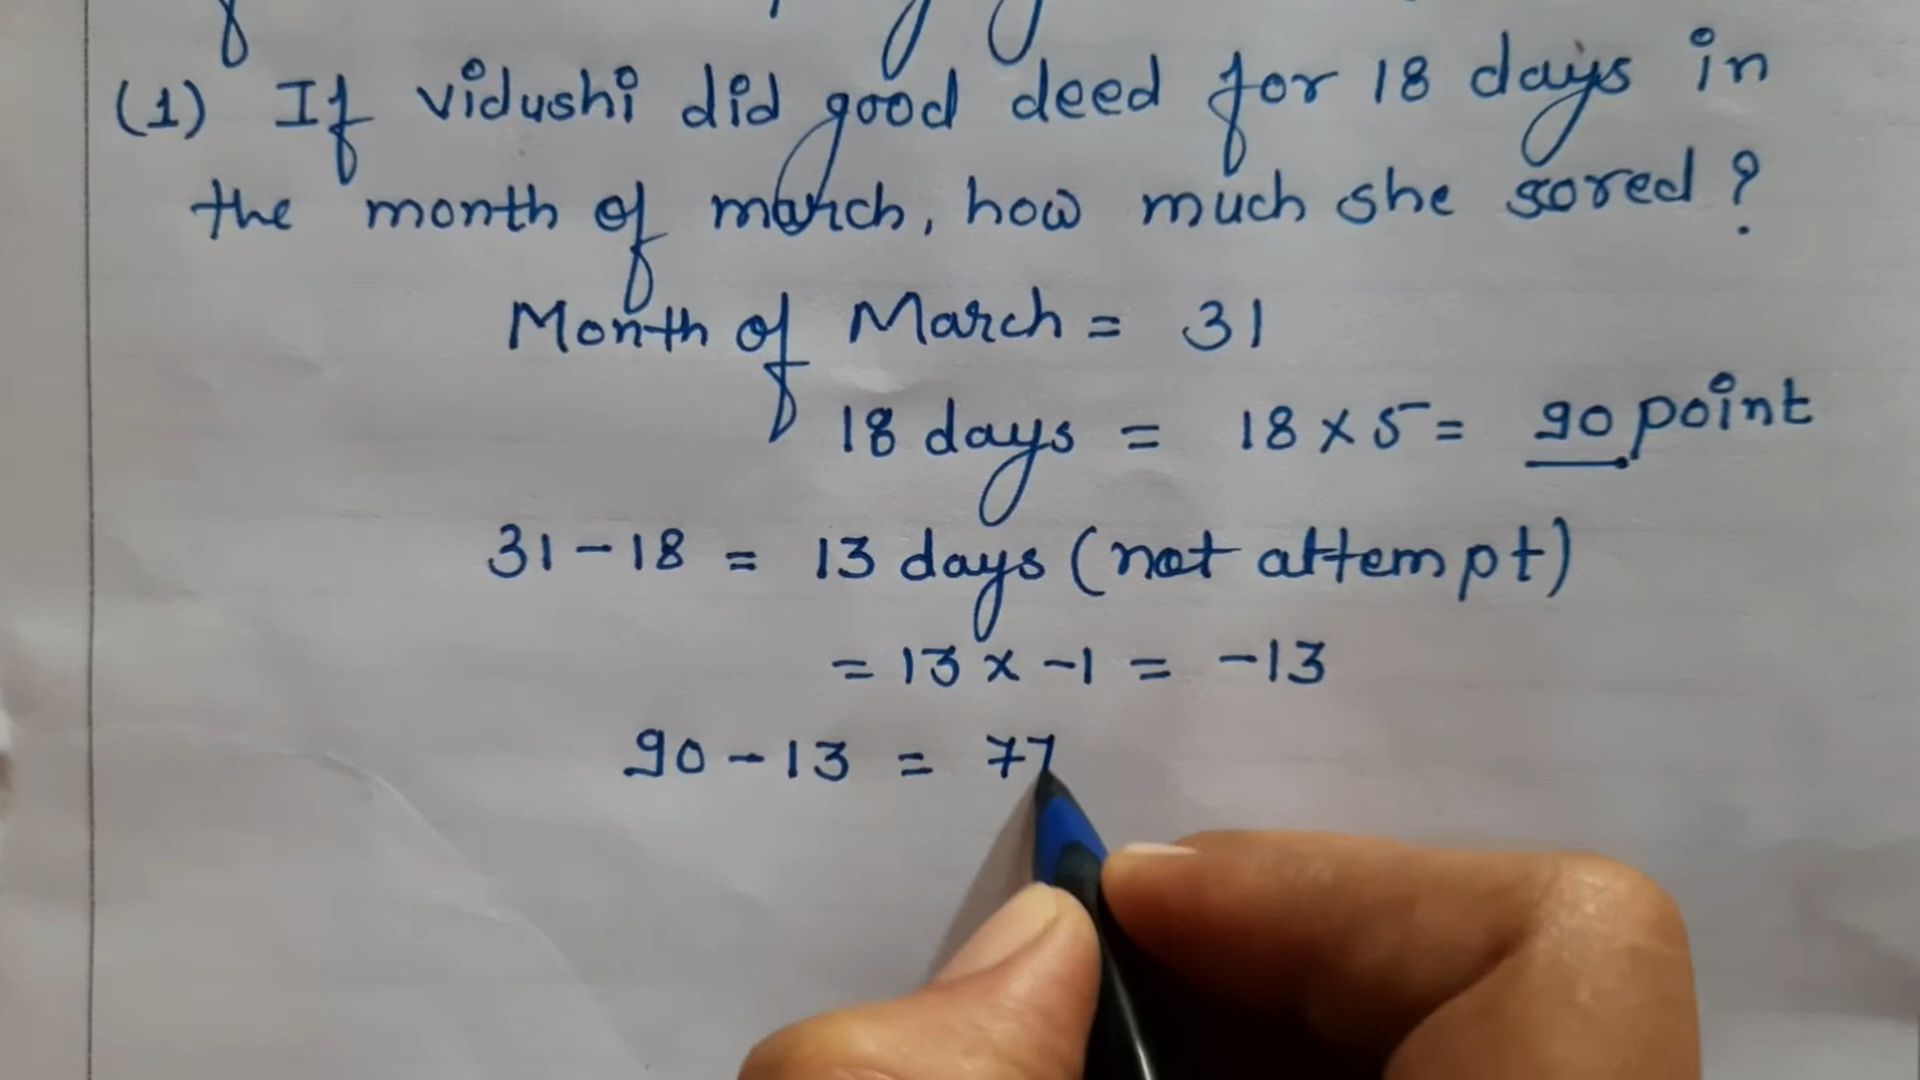 (1) If vidushi did good deed for 18 days in
the month of march, how much she sored ?
Month of March = 31
18 days = 18 x 5 = 90 point
31 - 18 = 13 days (not attempt)
= 13 x -1 = -13
90 - 13 = 77